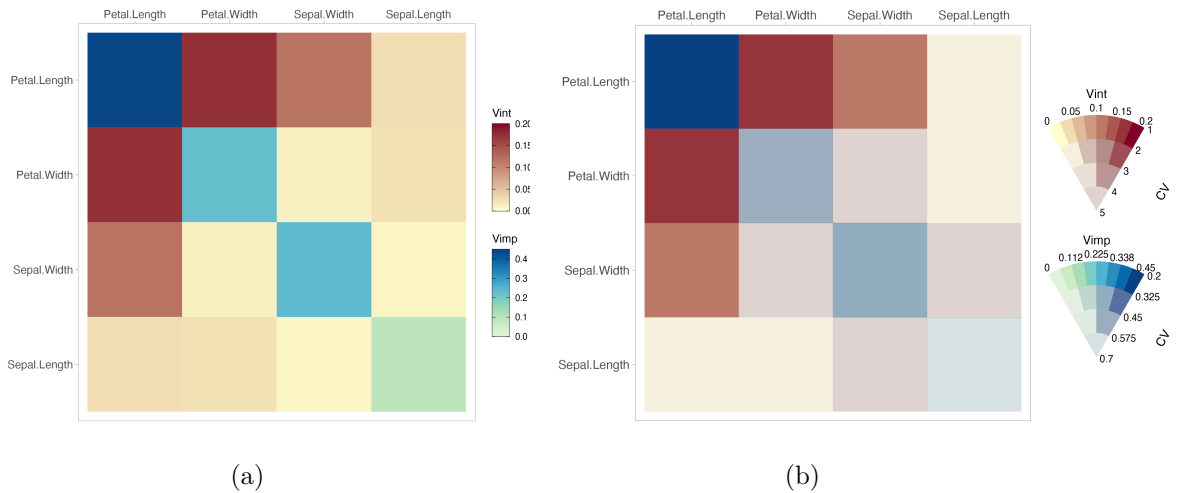 Petal.Length Petal.Width Sepal.Width Sepal.Length
Petal.Length
Petal.Width
Sepal.Width
Sepal.Length
Vint
0.20
0.15
0.10
0.05
0.00
Vimp
0.4
0.3
0.2
0.1
0.0
(a)
Petal.Length Petal.Width Sepal.Width Sepal.Length
Petal.Length
Petal.Width
Sepal.Width
Sepal.Length
Vint
0 0.05 0.1 0.15 0.2
1
2
3
4
5
CV
Vimp
0 0.112 0.225 0.338 0.45
0.2
0.325
0.45
0.575
0.7
CV
(b)